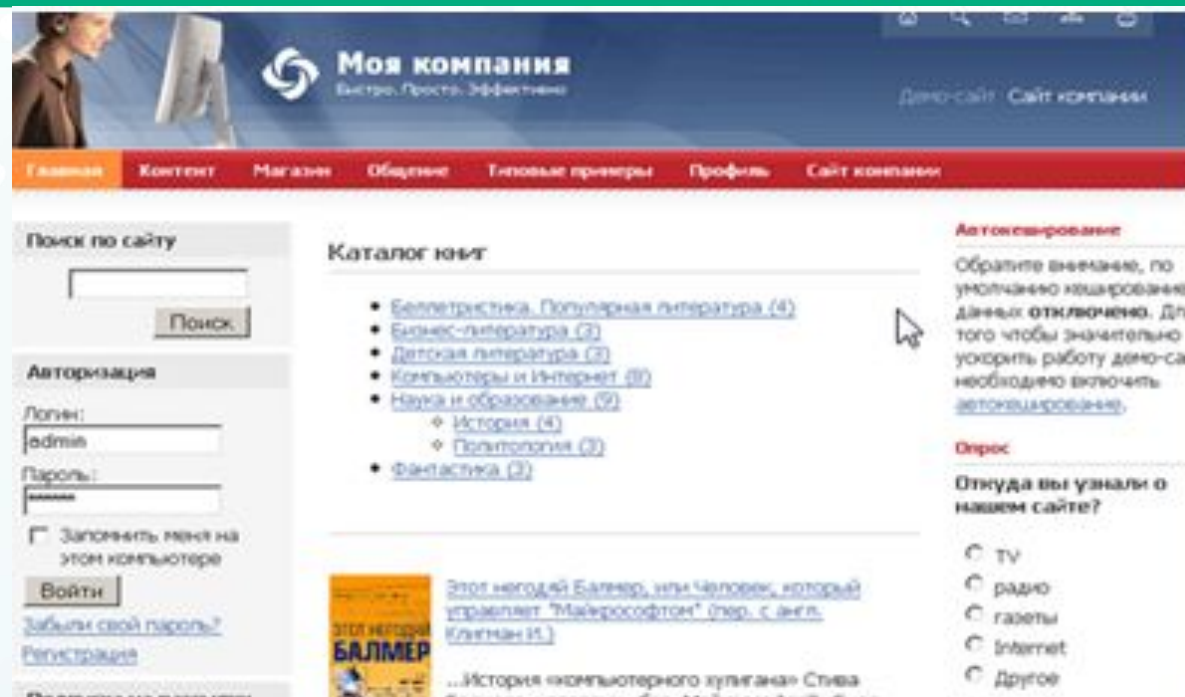 Моя компания
Быстро. Просто. Эффективно
Демо-сайт Сайт компании
Главная Контент Магазин Общение Типовые примеры Профиль Сайт компании
Поиск по сайту
Поиск
Авторизация
Логин:
admin
Пароль:
Запомнить меня на
этом компьютере
Войти
Забыли свой пароль?
Регистрация
Каталог книг
Беллетристика. Популярная литература (4)
Бизнес-литература (3)
Детская литература (3)
Компьютеры и Интернет (8)
Наука и образование (9)
История (4)
Политология (3)
Фантастика (3)
ЭТОТ НЕГОДЯЙ
БАЛМЕР
Этот негодяй Балмер, или Человек, который
управляет "Майкрософтом" (пер. с англ.
Клигман И.)
...История «компьютерного хулигана» Стива
Автокеширование
Обратите внимание, по
умолчанию кеширование
данных отключено. Дл
того чтобы значительно
ускорить работу демо-са
необходимо включить
автокеширование.
Опрос
Откуда вы узнали о
нашем сайте?
TV
радио
газеты
Internet
Другое